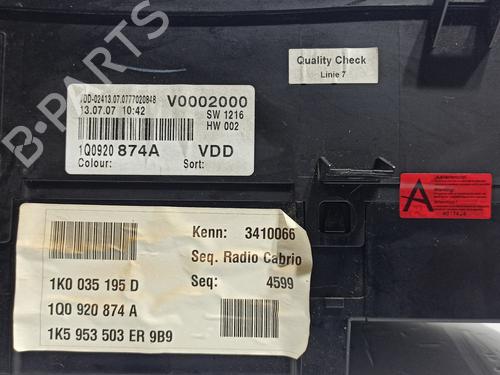 Quality Check
Linie 7
VDD-02413.07.0777020848 V0002000
13.07.07 10:42 SW 1216
HW 002
1Q0920 874A VDD
Colour: Sort:
A
Kenn: 3410066
Seq. Radio Cabrio
Seq: 4599
1K0 035 195 D
1Q0 920 874 A
1K5 953 503 ER 9B9
B-PARTS